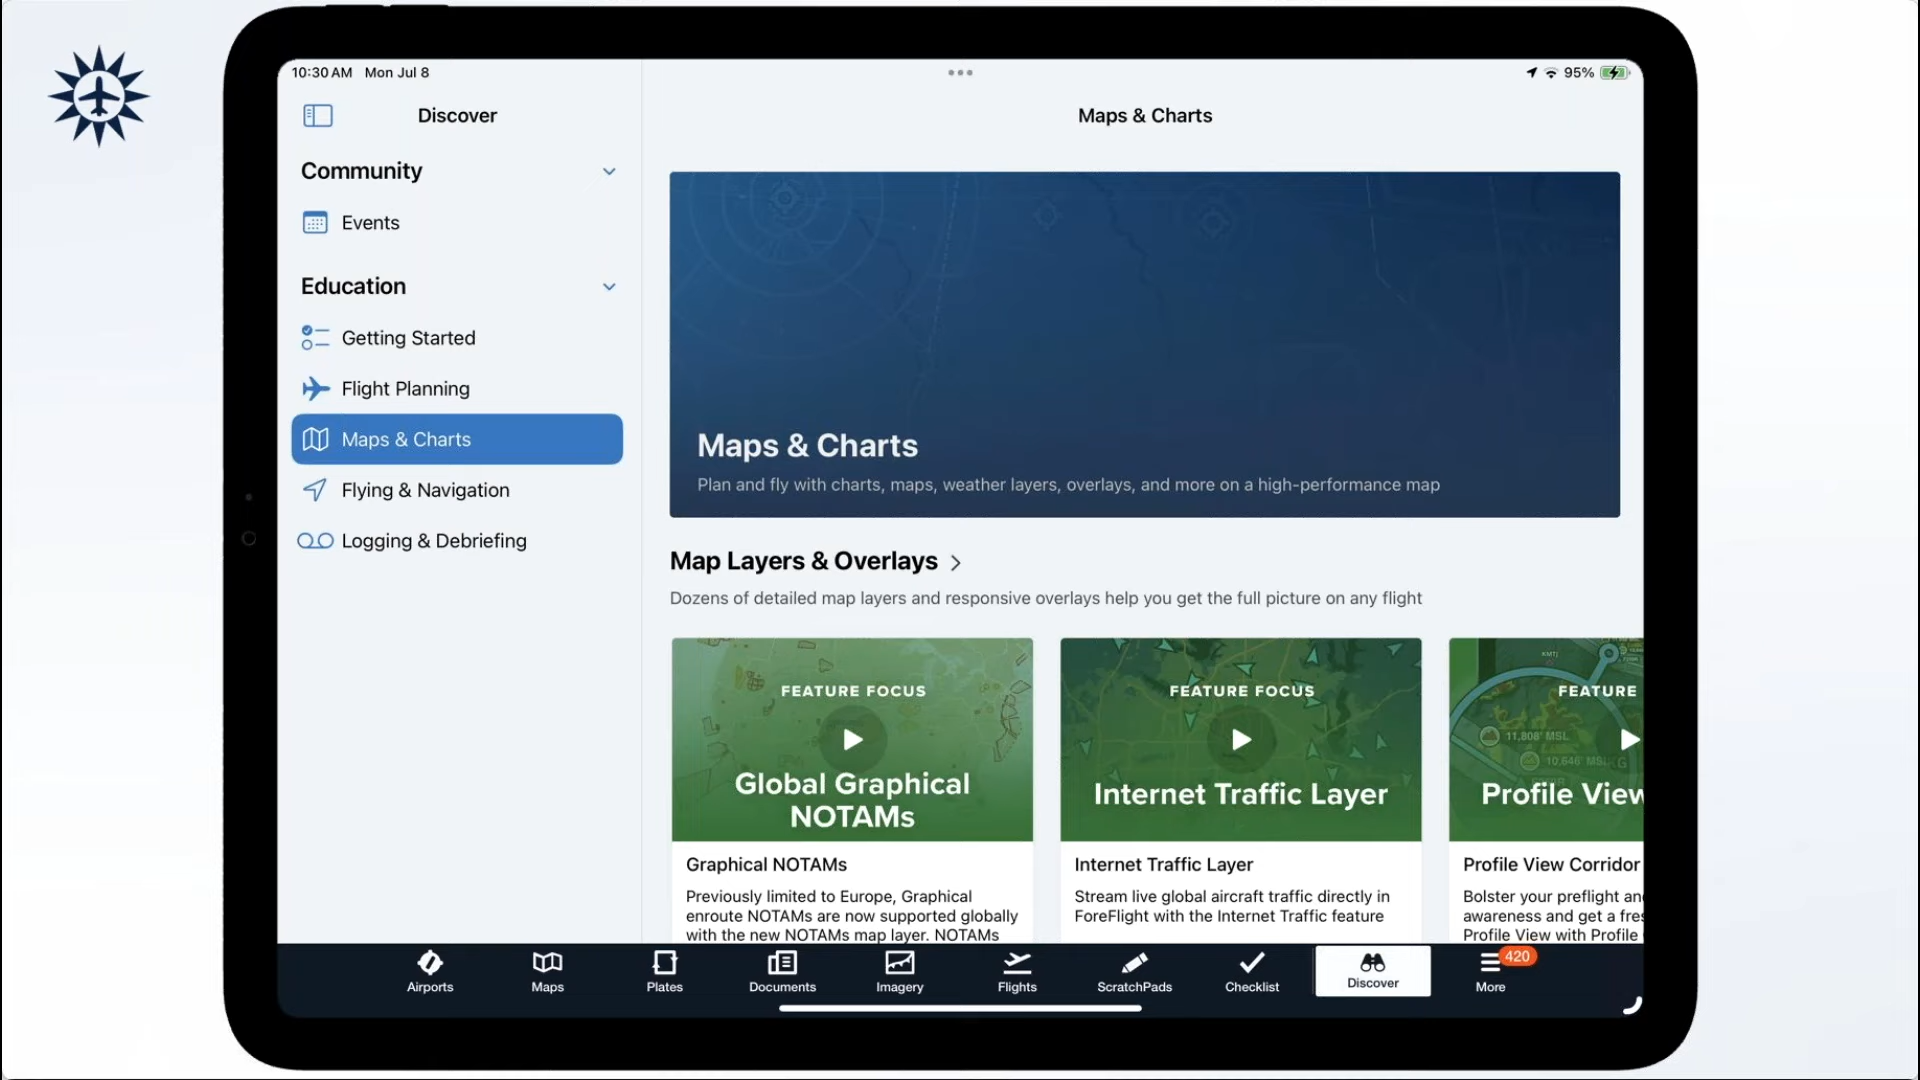 10:30 AM Mon Jul 8
95%
Discover
Community
Events
Education
Getting Started
Flight Planning
Maps & Charts
Flying & Navigation
Logging & Debriefing
Maps & Charts
Maps & Charts
Plan and fly with charts, maps, weather layers, overlays, and more on a high-performance map
Map Layers & Overlays
Dozens of detailed map layers and responsive overlays help you get the full picture on any flight
FEATURE FOCUS
Global Graphical
NOTAMs
Graphical NOTAMs
Previously limited to Europe, Graphical
enroute NOTAMs are now supported globally
with the new NOTAMs map layer. NOTAMs
FEATURE FOCUS
Internet Traffic Layer
Internet Traffic Layer
Stream live global aircraft traffic directly in
ForeFlight with the Internet Traffic feature
KMTJ
FEATURE
11,808' MSL
10,646' MSL
Profile View
Profile View Corridor
Bolster your preflight
awareness and get a
Profile View with Profile
Airports
Maps
Plates
Documents
Imagery
Flights
ScratchPads
Checklist
Discover
420
More